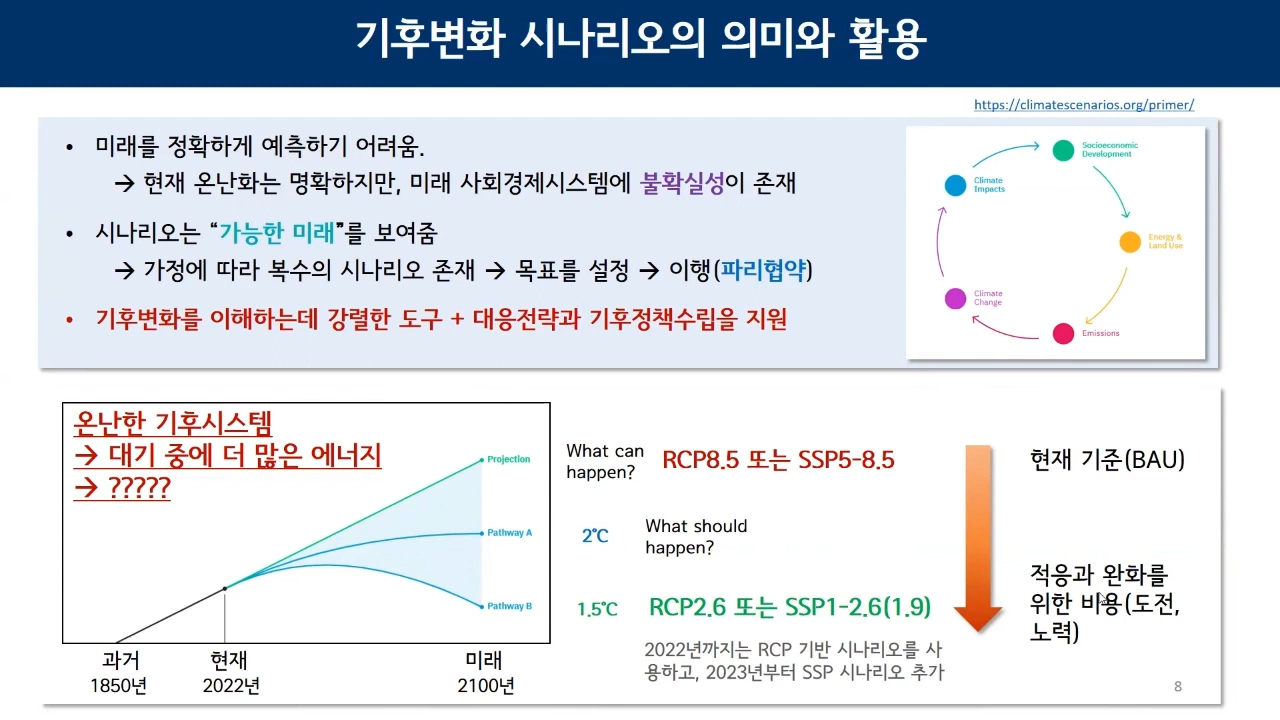 기후변화 시나리오의 의미와 활용
https://climatescenarios.org/primer/
• 미래를 정확하게 예측하기 어려움.
→ 현재 온난화는 명확하지만, 미래 사회경제시스템에 불확실성이 존재
• 시나리오는 “가능한 미래”를 보여줌
→ 가정에 따라 복수의 시나리오 존재 → 목표를 설정 → 이행(파리협약)
• 기후변화를 이해하는데 강렬한 도구 + 대응전략과 기후정책수립을 지원
Socioeconomic
Development
Energy &
Land Use
Emissions
Climate
Change
Climate
Impacts
온난한 기후시스템
→ 대기 중에 더 많은 에너지
→ ?????
Projection
Pathway A
Pathway B
과거
1850년
현재
2022년
미래
2100년
What can
happen?
RCP8.5 또는 SSP5-8.5
2℃
What should
happen?
1.5℃
RCP2.6 또는 SSP1-2.6(1.9)
2022년까지는 RCP 기반 시나리오를 사
용하고, 2023년부터 SSP 시나리오 추가
현재 기준(BAU)
적응과 완화를
위한 비용(도전,
노력)
8